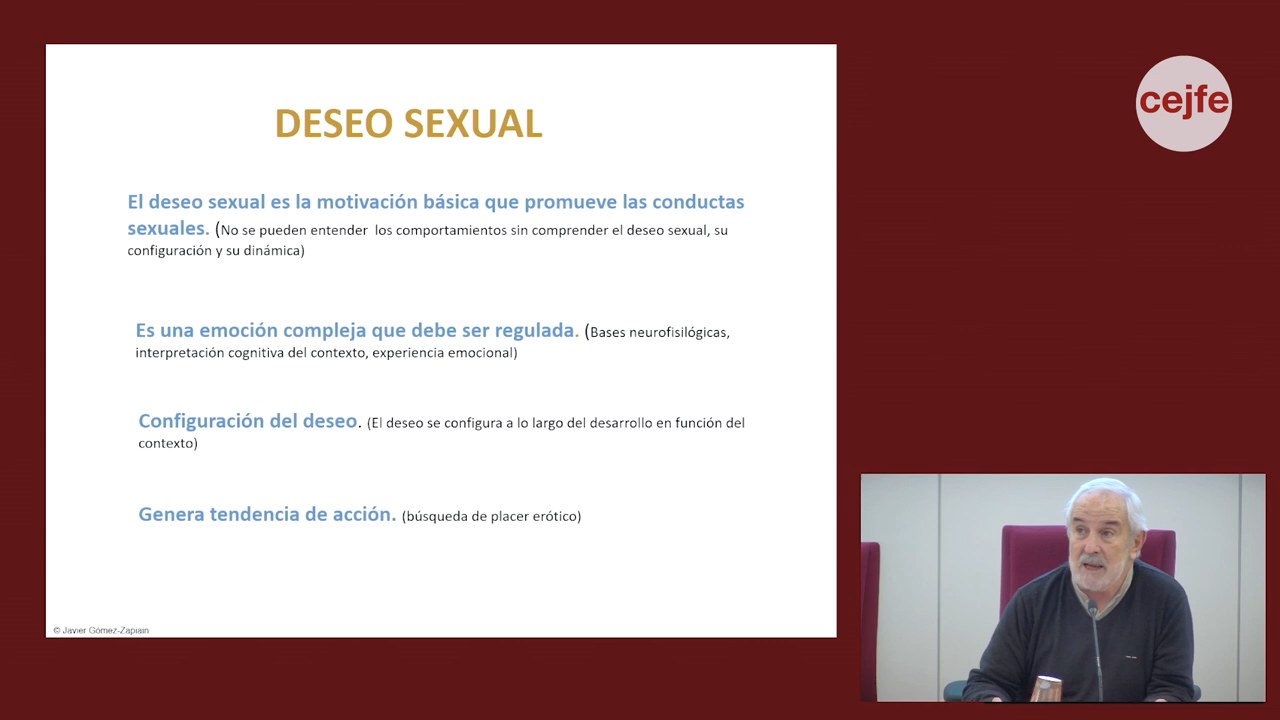 cejfe
DESEO SEXUAL
El deseo sexual es la motivación básica que promueve las conductas
sexuales. (No se pueden entender los comportamientos sin comprender el deseo sexual, su
configuración y su dinámica)
Es una emoción compleja que debe ser regulada. (Bases neurofisilógicas,
interpretación cognitiva del contexto, experiencia emocional)
Configuración del deseo. (El deseo se configura a lo largo del desarrollo en función del
contexto)
Genera tendencia de acción. (búsqueda de placer erótico)
© Javier Gómez-Zapiain